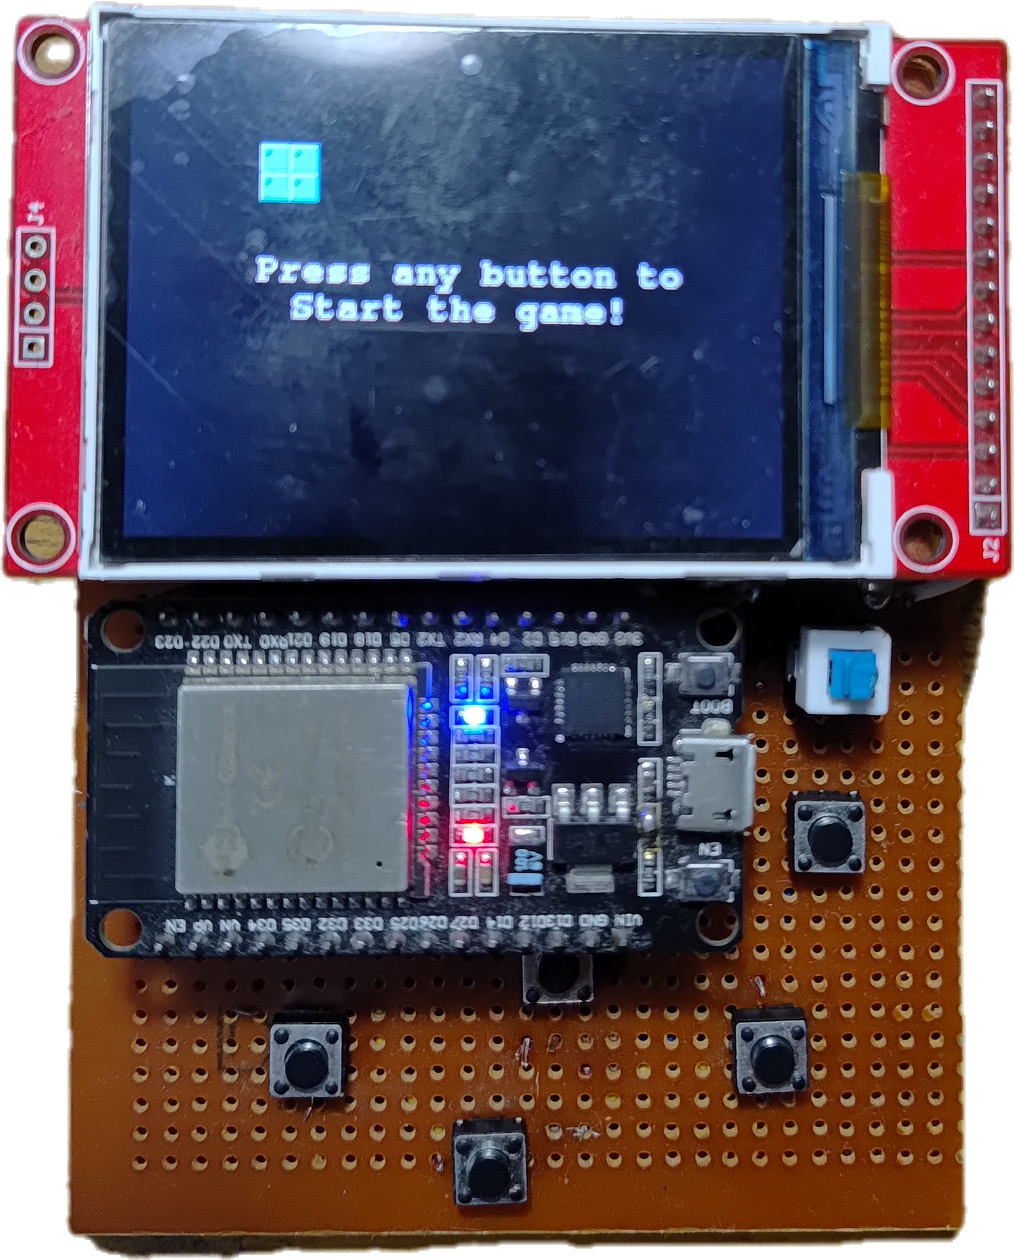 J4
Press any button to
Start the game!
J2
D23 D22 TX0 RX0 D21 D19 D18 D5 TX2 RX2 D4 D2 D15 GND 3V3
BOOT
EN
EN VP VN D34 D35 D32 D33 D25 D26 D27 D14 D12 D13 GND VIN